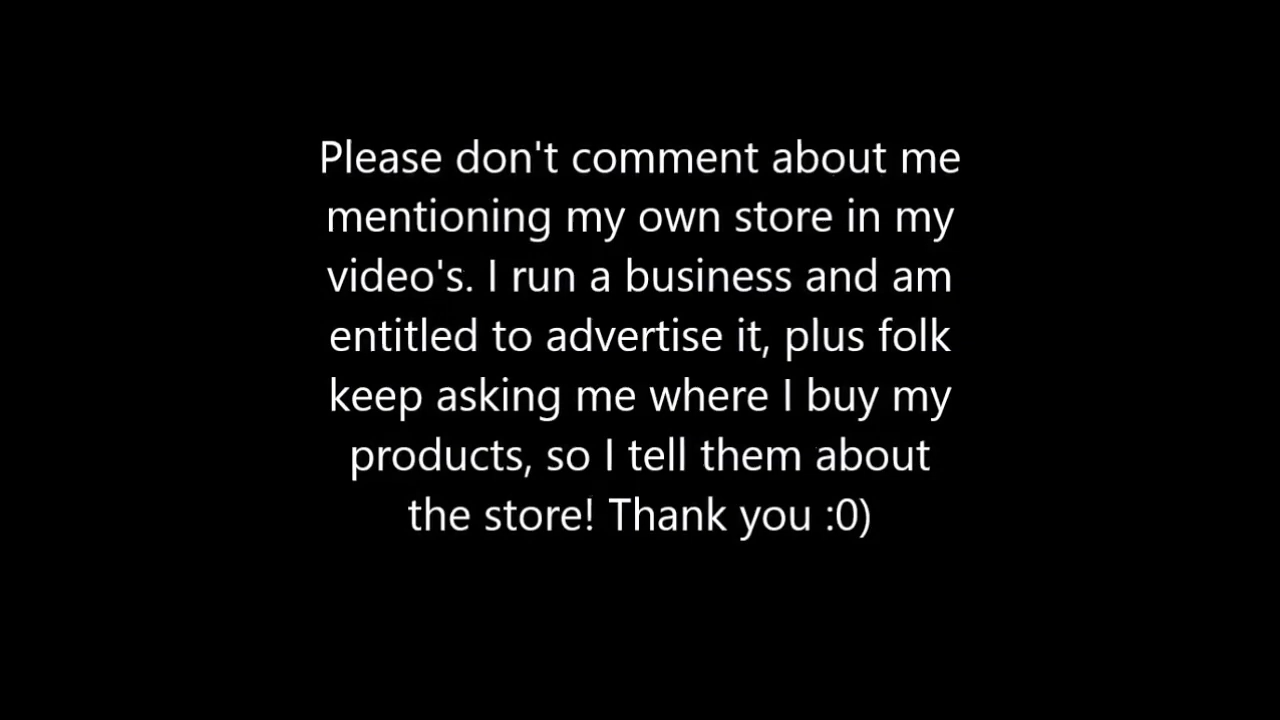 Please don't comment about me
mentioning my own store in my
video's. I run a business and am
entitled to advertise it, plus folk
keep asking me where I buy my
products, so I tell them about
the store! Thank you :0)